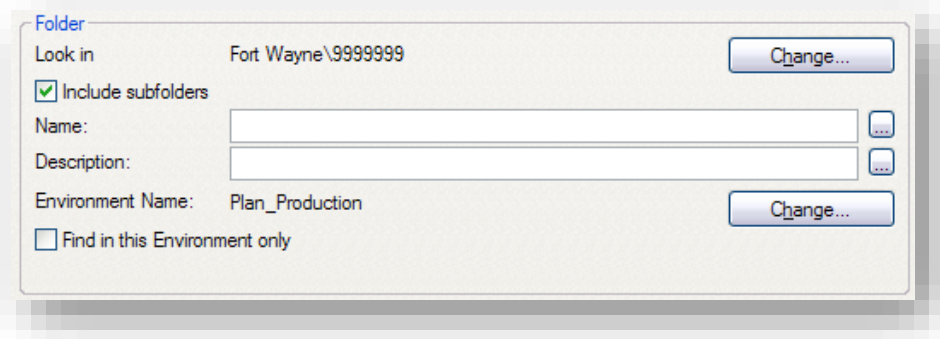 Folder
Look in Fort Wayne\9999999 Change...
Include subfolders
Name: ...
Description: ...
Environment Name: Plan_Production Change...
Find in this Environment only